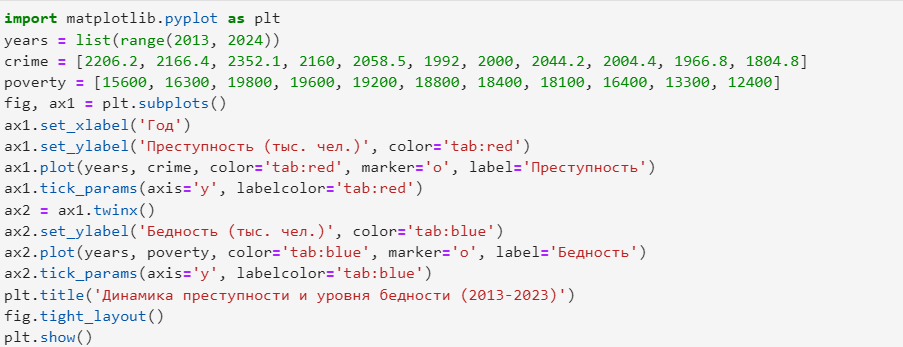 import matplotlib.pyplot as plt
years = list(range(2013, 2024))
crime = [2206.2, 2166.4, 2352.1, 2160, 2058.5, 1992, 2000, 2044.2, 2004.4, 1966.8, 1804.8]
poverty = [15600, 16300, 19800, 19600, 19200, 18800, 18400, 18100, 16400, 13300, 12400]
fig, ax1 = plt.subplots()
ax1.set_xlabel('Год')
ax1.set_ylabel('Преступность (тыс. чел.)', color='tab:red')
ax1.plot(years, crime, color='tab:red', marker='o', label='Преступность')
ax1.tick_params(axis='y', labelcolor='tab:red')
ax2 = ax1.twinx()
ax2.set_ylabel('Бедность (тыс. чел.)', color='tab:blue')
ax2.plot(years, poverty, color='tab:blue', marker='o', label='Бедность')
ax2.tick_params(axis='y', labelcolor='tab:blue')
plt.title('Динамика преступности и уровня бедности (2013-2023)')
fig.tight_layout()
plt.show()